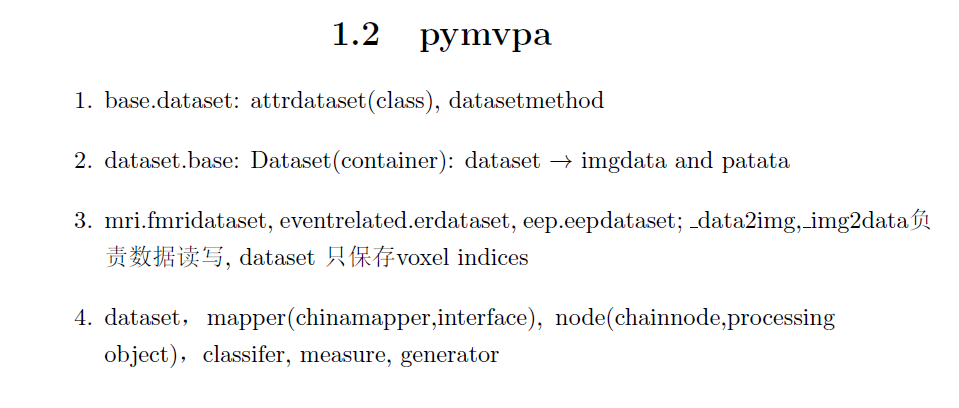 1.2 pymvpa
1. base.dataset: attrdataset(class), datasetmethod
2. dataset.base: Dataset(container): dataset → imgdata and patata
3. mri.fmridataset, eventrelated.erdataset, eep.eepdataset; _data2img,_img2data负
责数据读写, dataset 只保存voxel indices
4. dataset，mapper(chinamapper,interface), node(chainnode,processing
object)，classifer, measure, generator